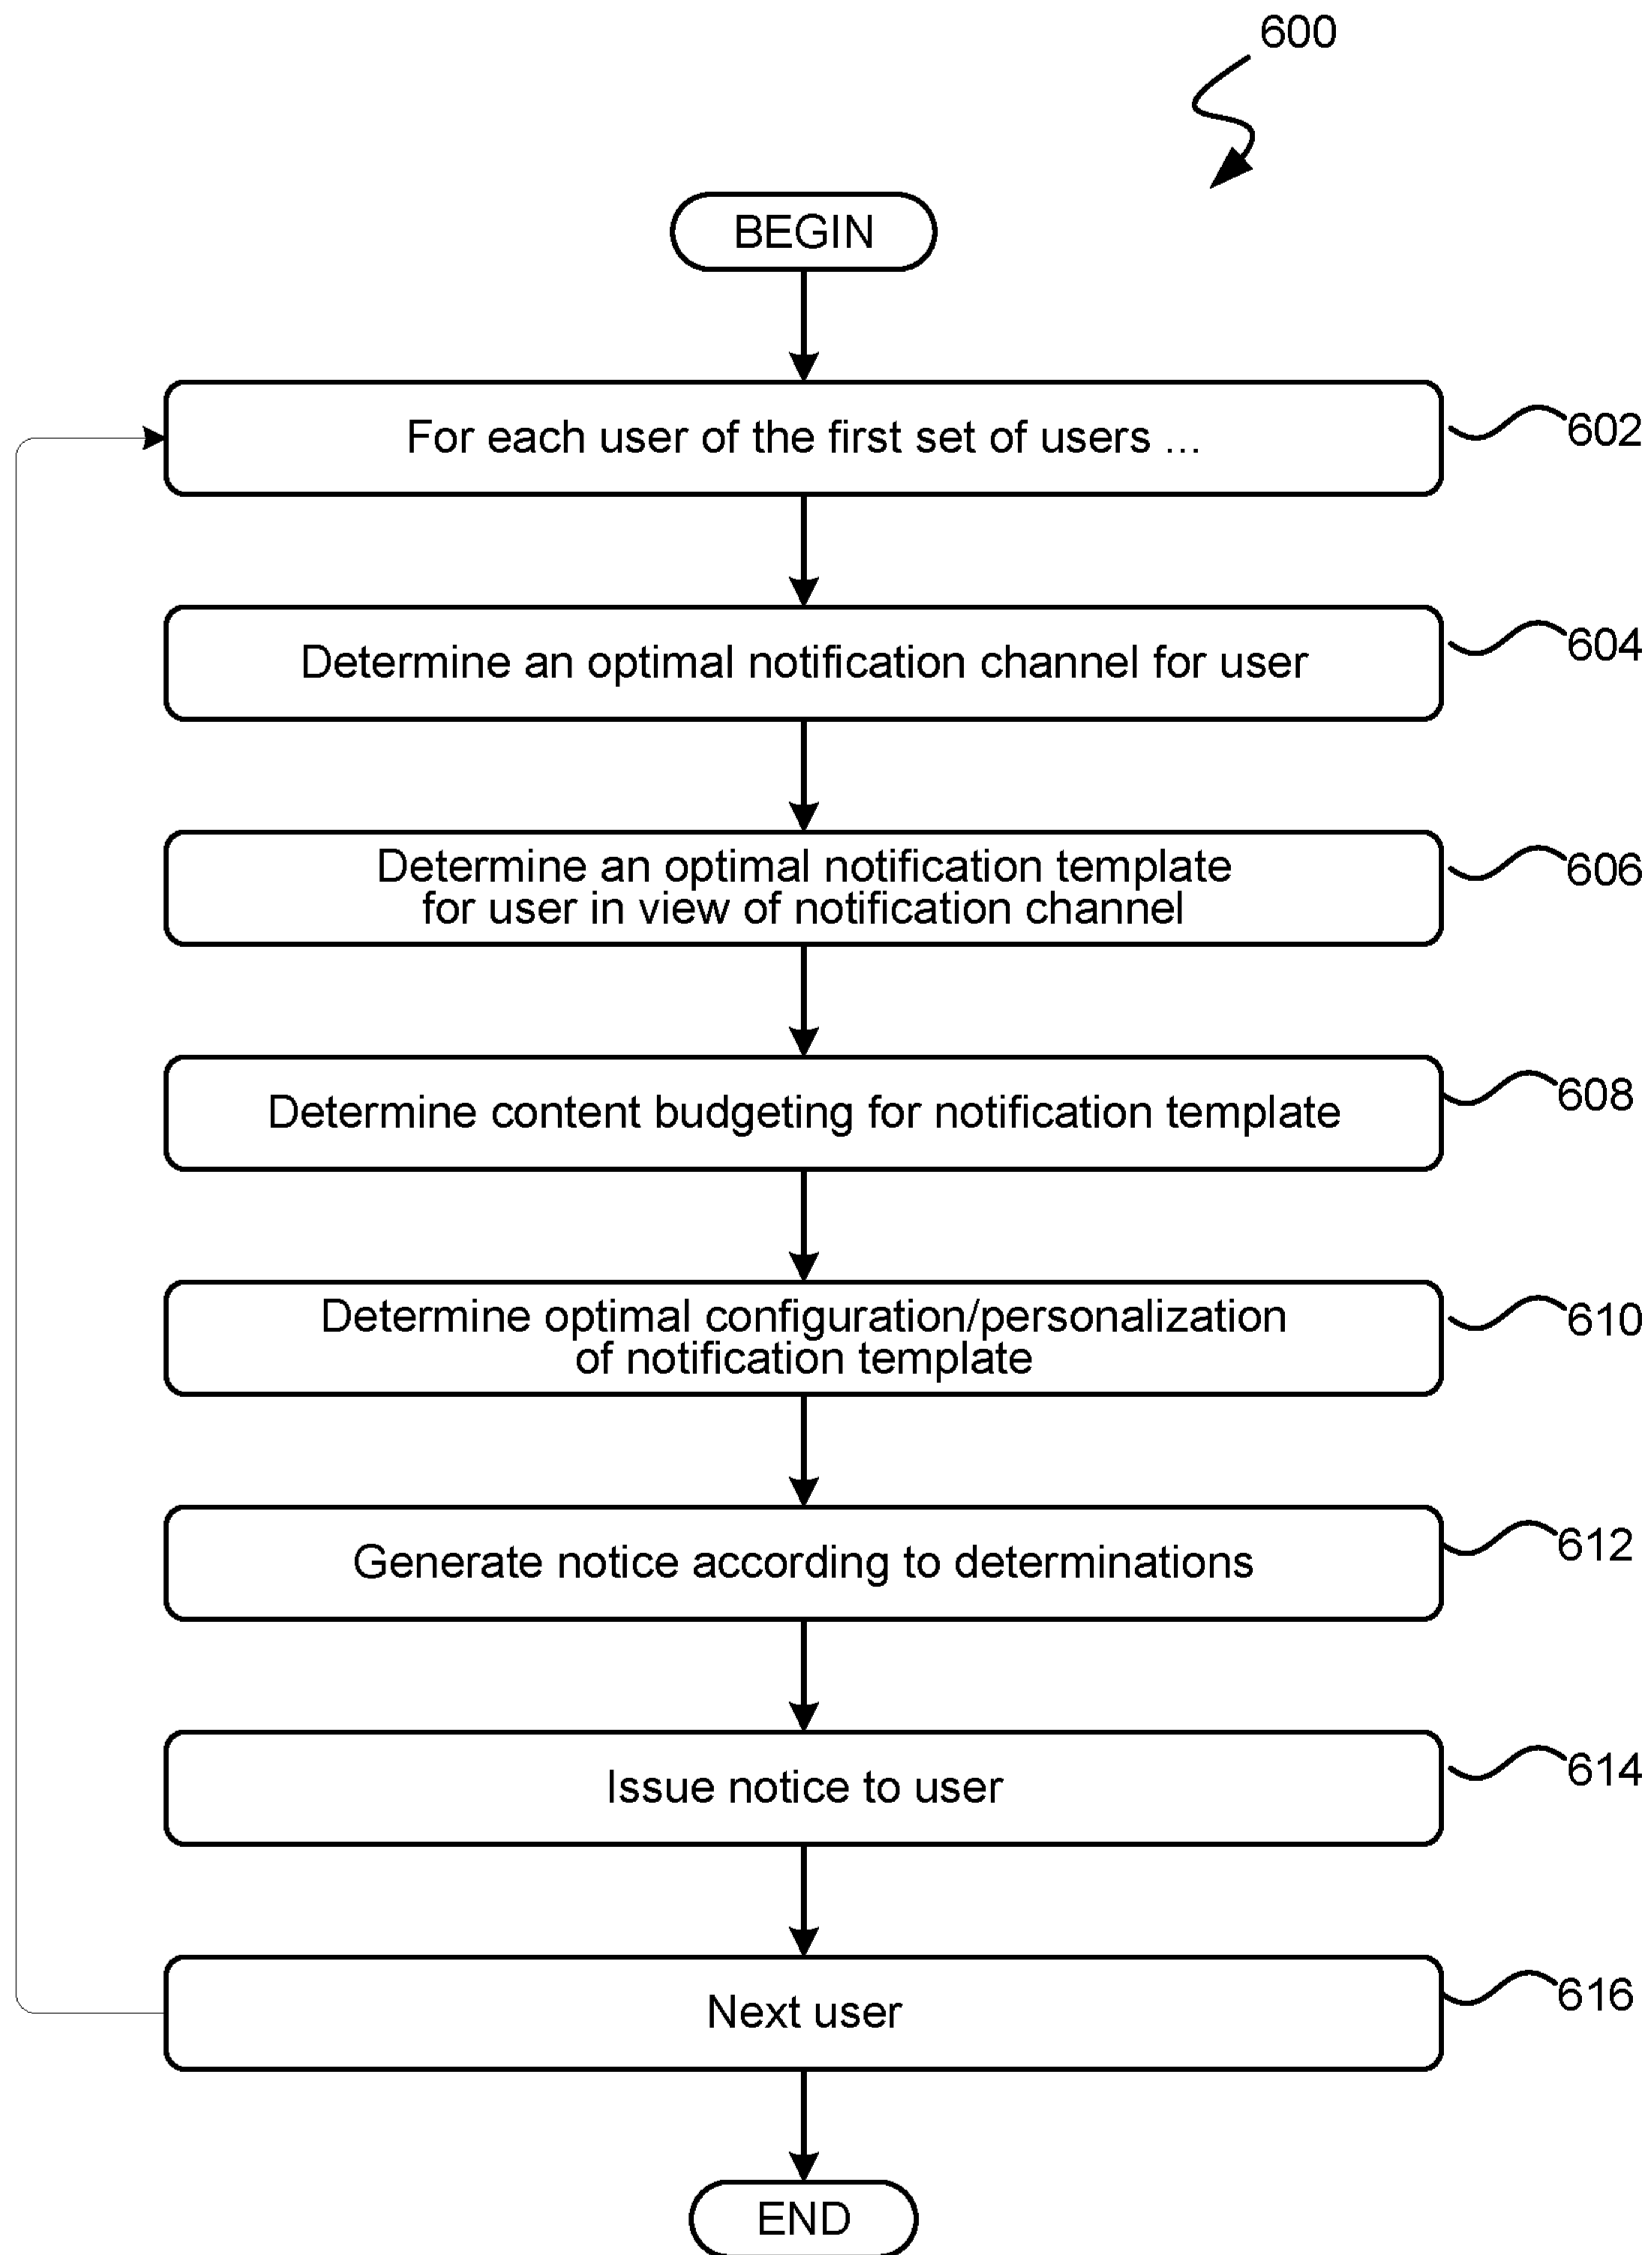 600
BEGIN
For each user of the first set of users ...
602
Determine an optimal notification channel for user
604
Determine an optimal notification template
for user in view of notification channel
606
Determine content budgeting for notification template
608
Determine optimal configuration/personalization
of notification template
610
Generate notice according to determinations
612
Issue notice to user
614
Next user
616
END